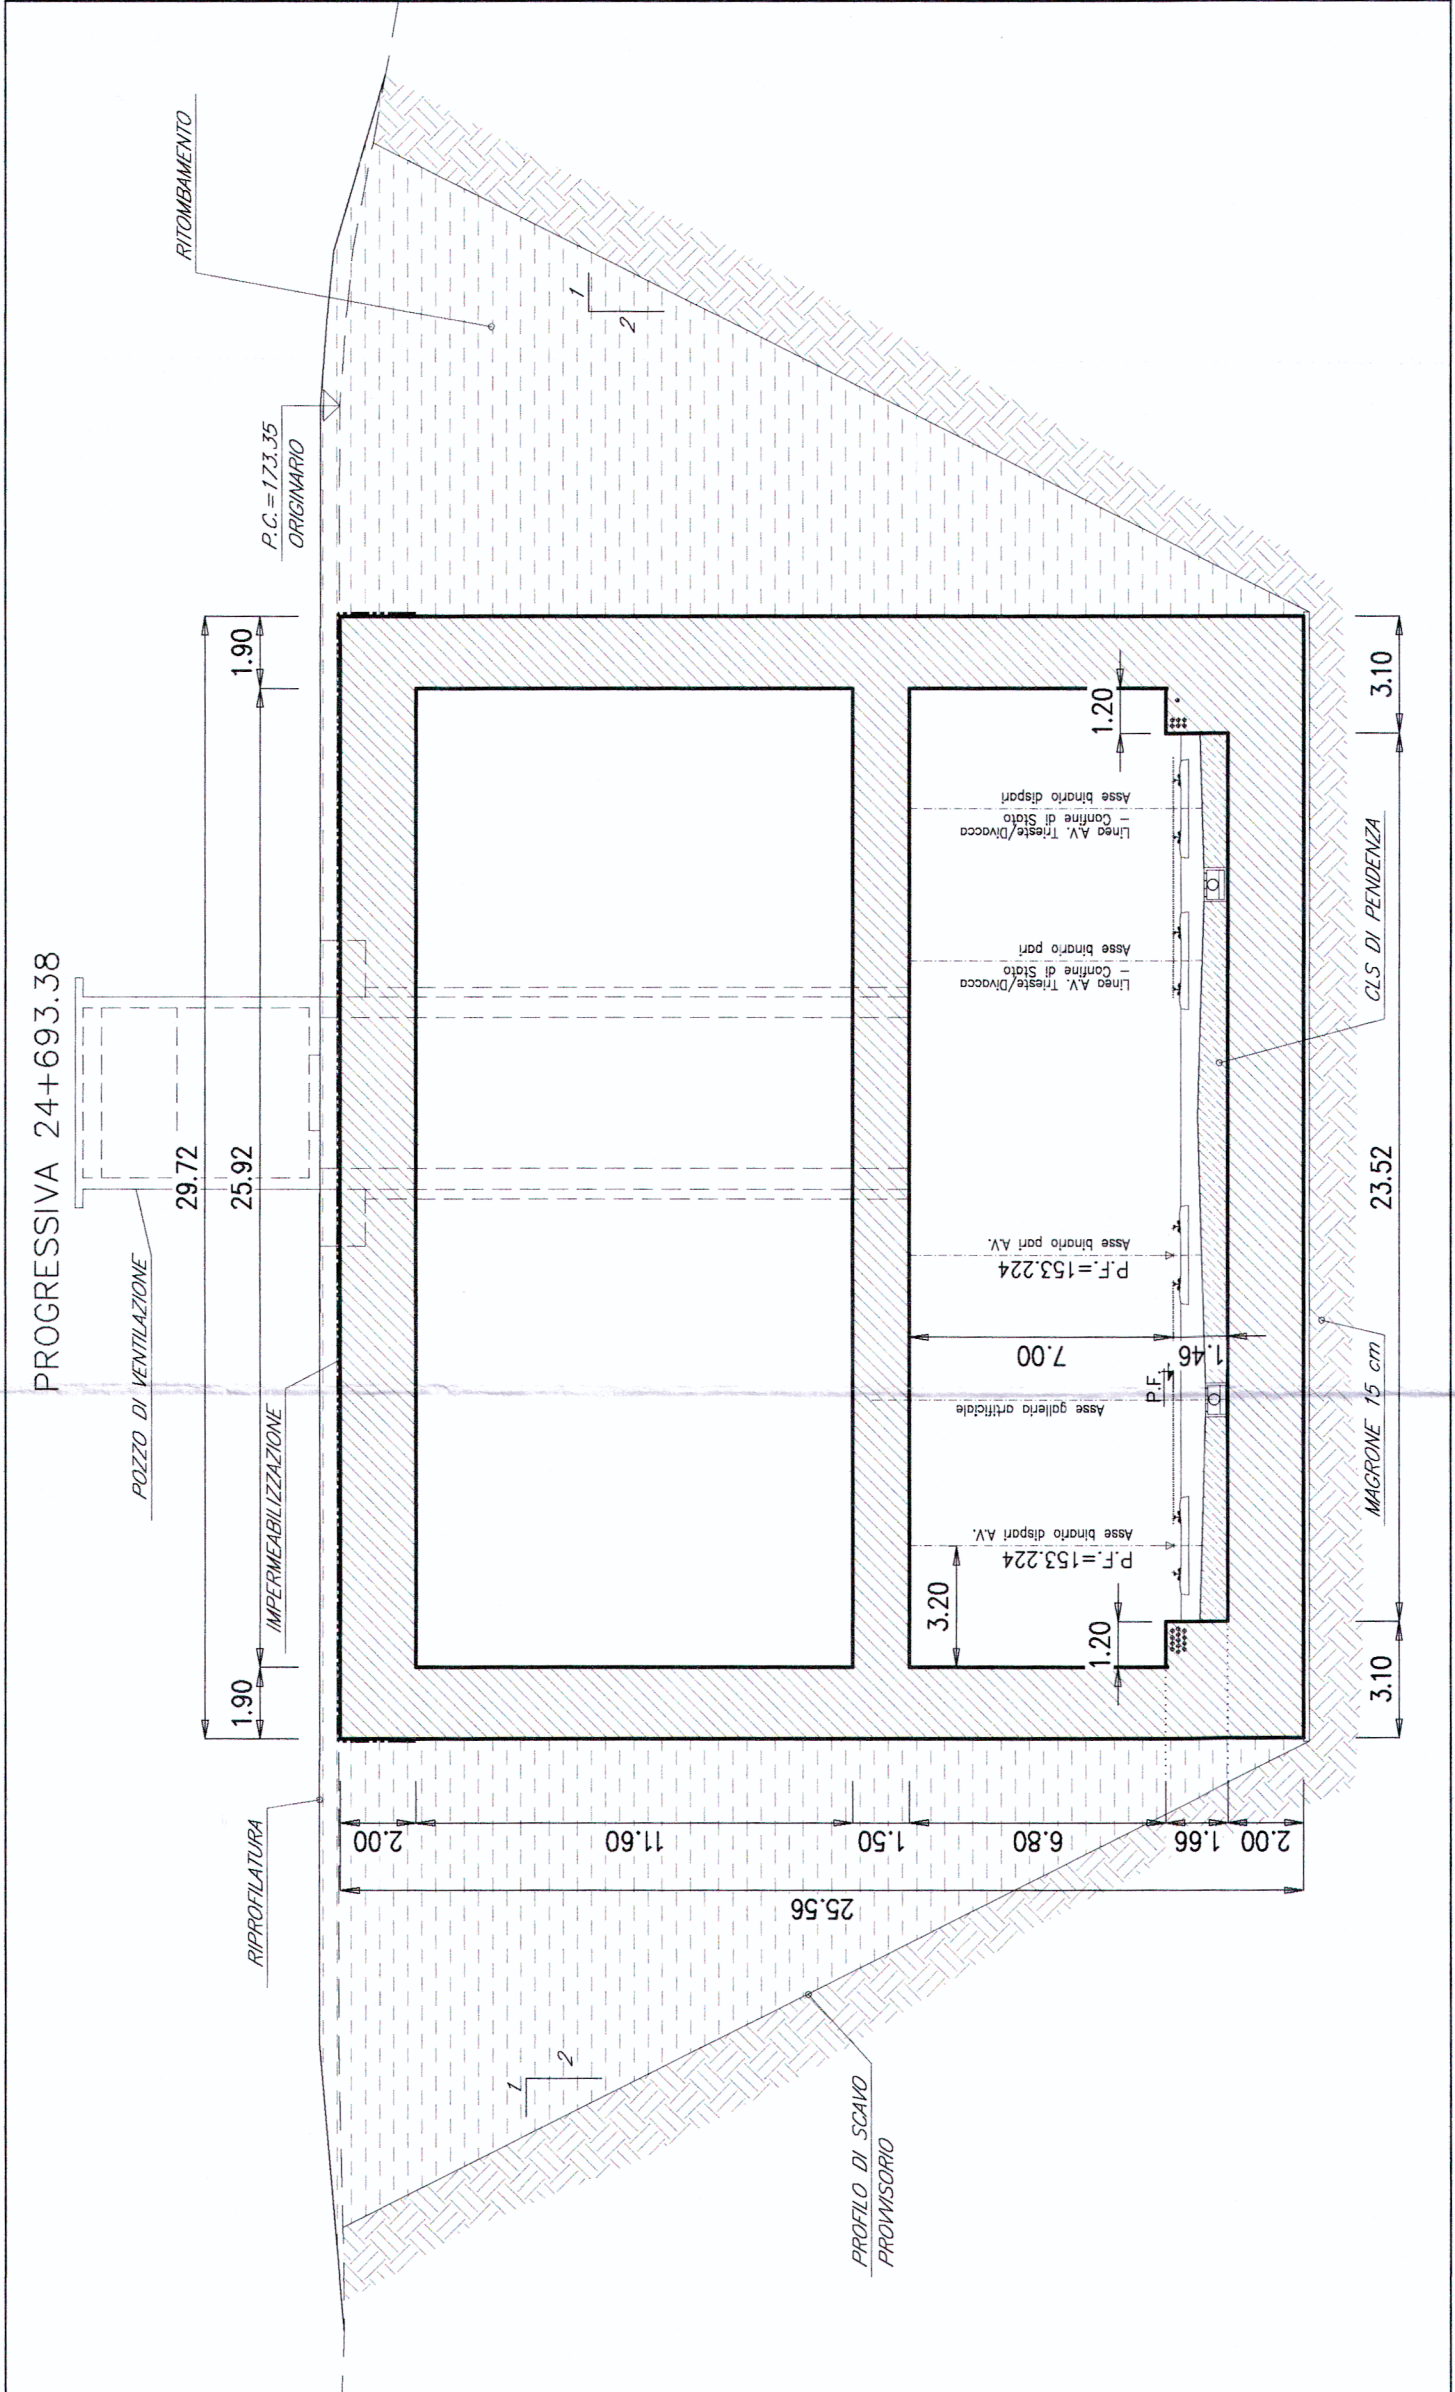 PROGRESSIVA 24+693.38
POZZO DI VENTILAZIONE
29.72
1.90
25.92
1.90
RIPROFILATURA
IMPERMEABILIZZAZIONE
P.C.=173.35
ORIGINARIO
RITOMBAMENTO
1
2
1
2
2.00
11.60
1.50
6.80
1.66
2.00
25.56
3.20
1.20
1.20
P.F.=153.224
Asse binario dispari A.V.
Asse galleria artificiale
P.F.
7.00
1.46
P.F.=153.224
Asse binario pari A.V.
Linea A.V. Trieste/Divacca
– Confine di Stato
Asse binario pari
Linea A.V. Trieste/Divacca
– Confine di Stato
Asse binario dispari
PROFILO DI SCAVO
PROVVISORIO
MAGRONE 15 cm
CLS DI PENDENZA
3.10
23.52
3.10